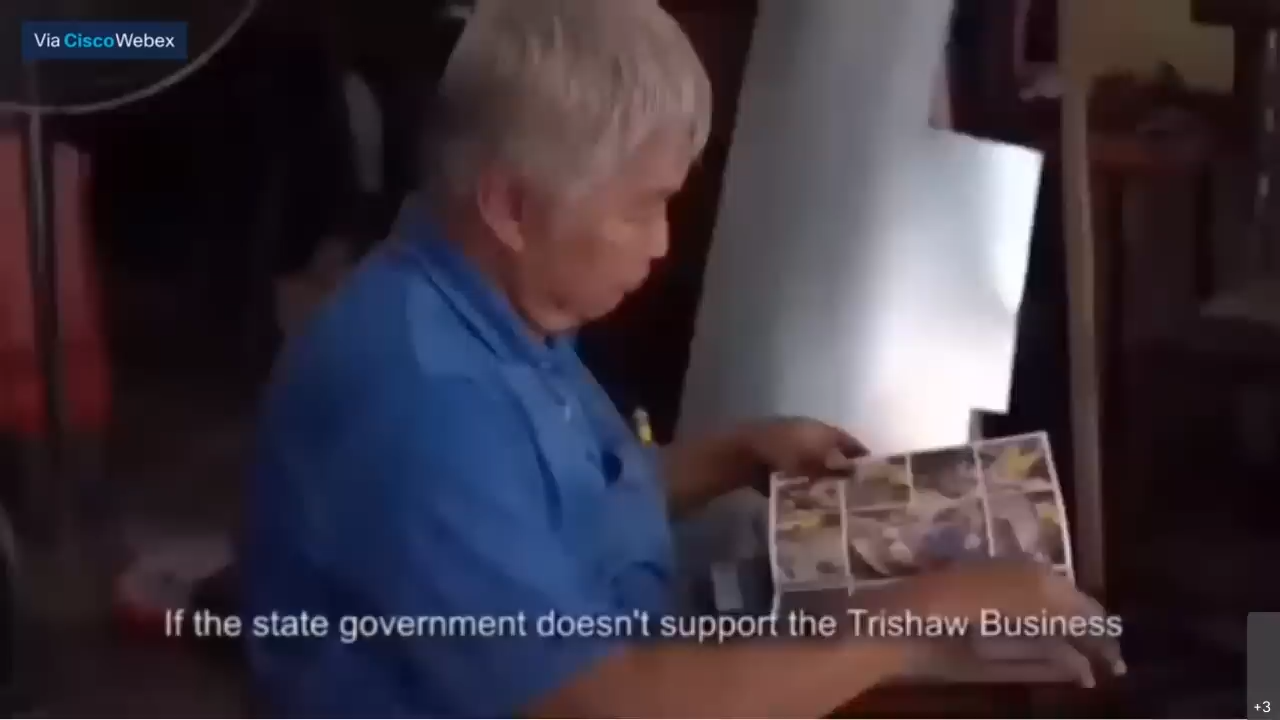 Via CiscoWebex
If the state government doesn't support the Trishaw Business
+3